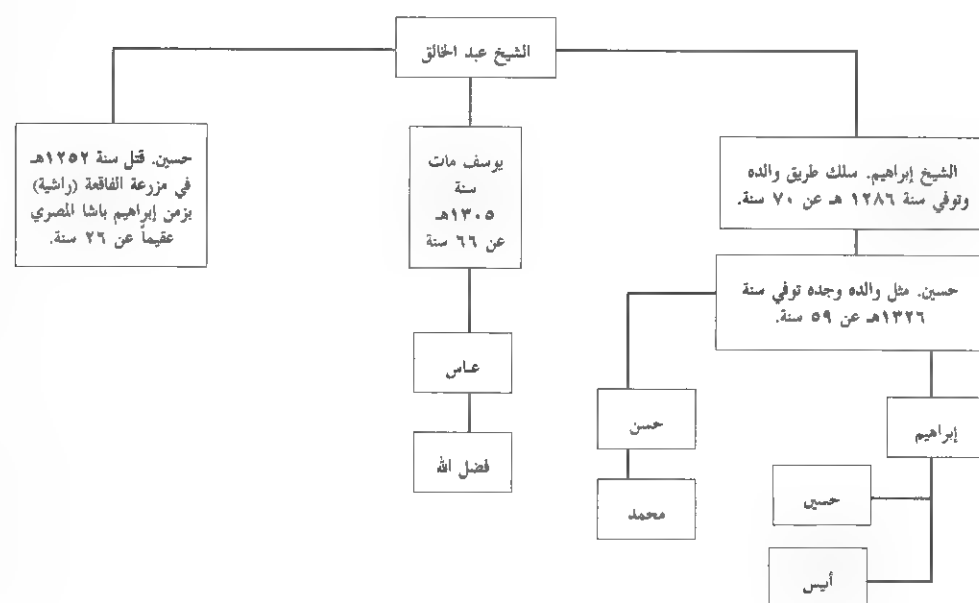 الشيخ عبد الخالق
الشيخ إبراهيم. سلك طريق والده
وتوفي سنة ١٢٨٦ هـ عن ٧٠ سنة.
يوسف مات
سنة
١٣٠٥هـ
عن ٦٦ سنة
حسين. قتل سنة ١٢٥٢هـ
في مزرعة الفاقعة (راشية)
بزمن إبراهيم باشا المصري
عقيماً عن ٢٦ سنة.
حسين. مثل والده وجده توفي سنة
١٣٢٦هـ عن ٥٩ سنة.
عـاس
حسن
إبراهيم
فضل الله
محمد
حسين
أنيس